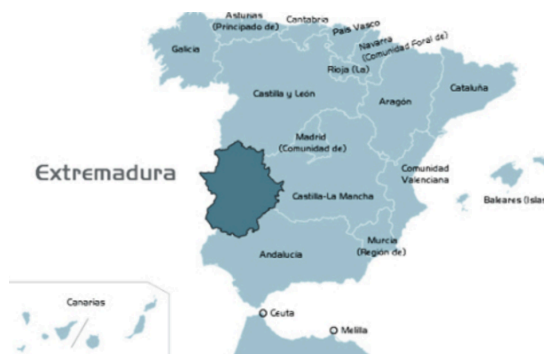 Asturias
(Principado de)
Cantabria
País Vasco
Navarra
(Comunidad Foral de)
Galicia
Rioja (La)
Castilla y León
Aragón
Cataluña
Madrid
(Comunidad de)
Extremadura
Comunidad
Valenciana
Castilla-La Mancha
Baleares (Islas
Andalucia
Murcia
(Región de)
Canarias
Ceuta
Melilla